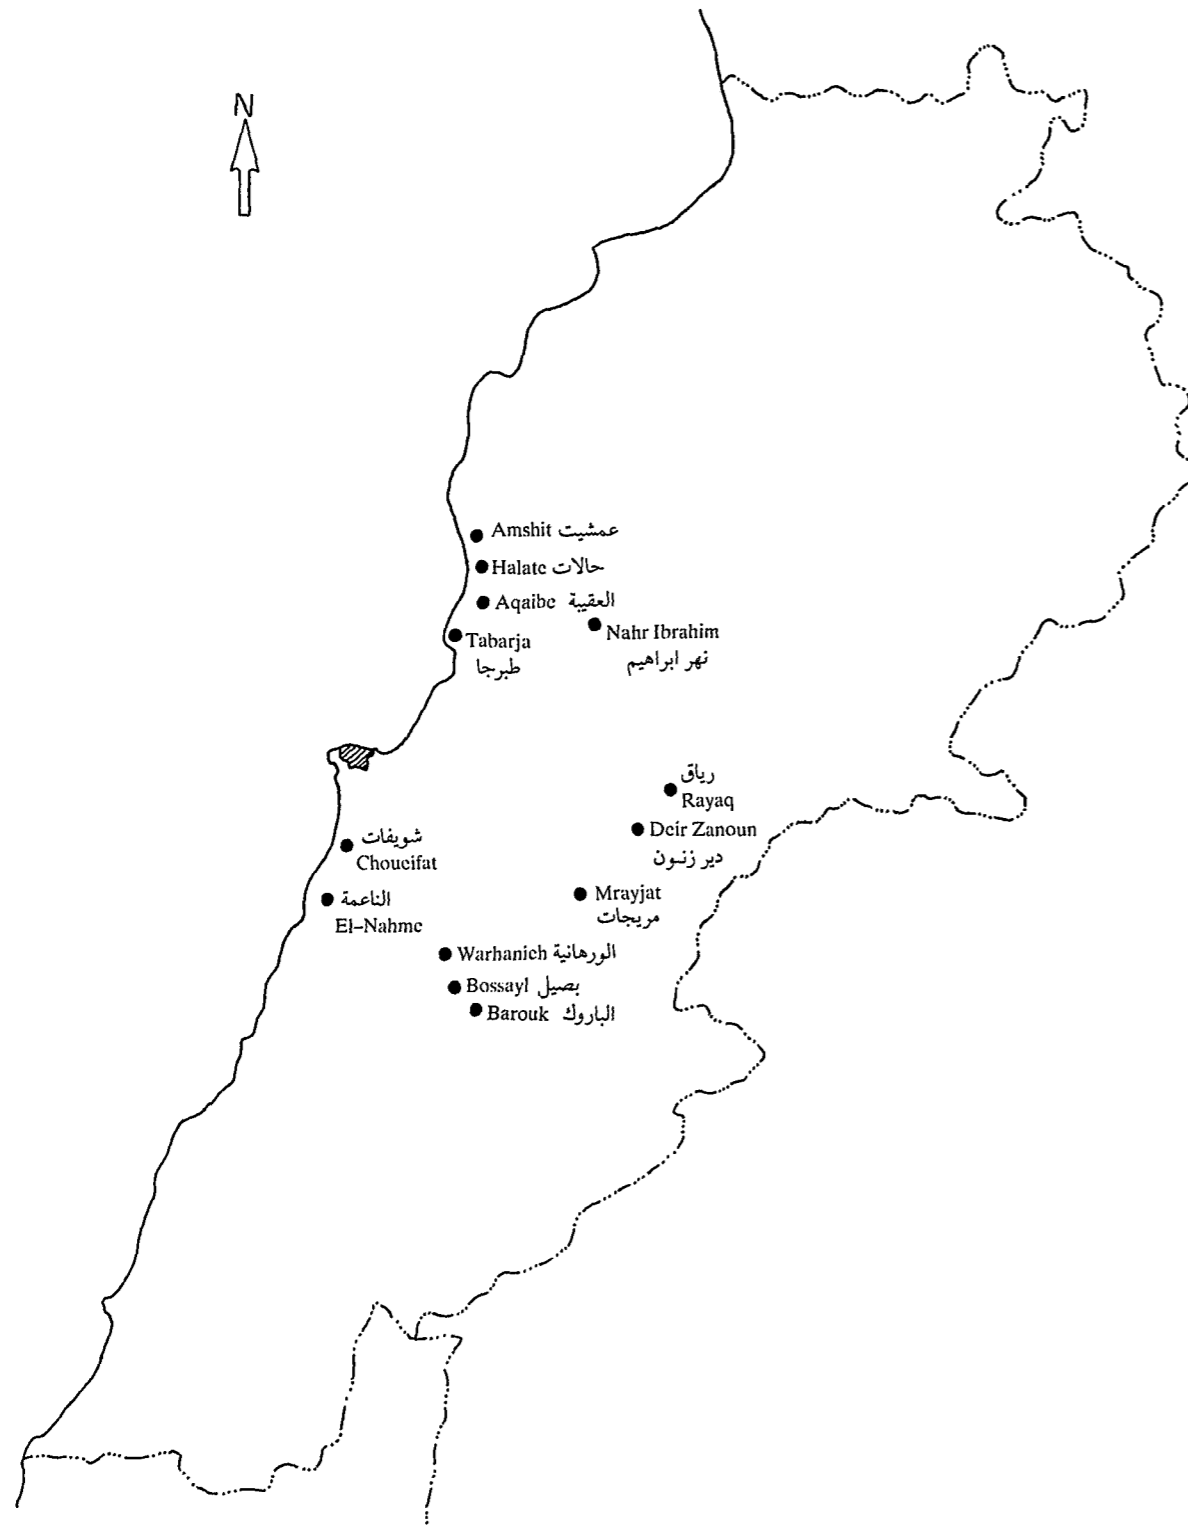 N
Amshit عمشيت
Halate حالات
Aqaibe العقيبة
Nahr Ibrahim
نهر ابراهيم
Tabarja
طبرجا
رياق
Rayaq
Deir Zanoun
دير زنون
شويفات
Choueifat
Mrayjat
مريجات
الناعمة
El-Nahme
Warhanieh الورهانية
Bossayl بصيل
Barouk الباروك